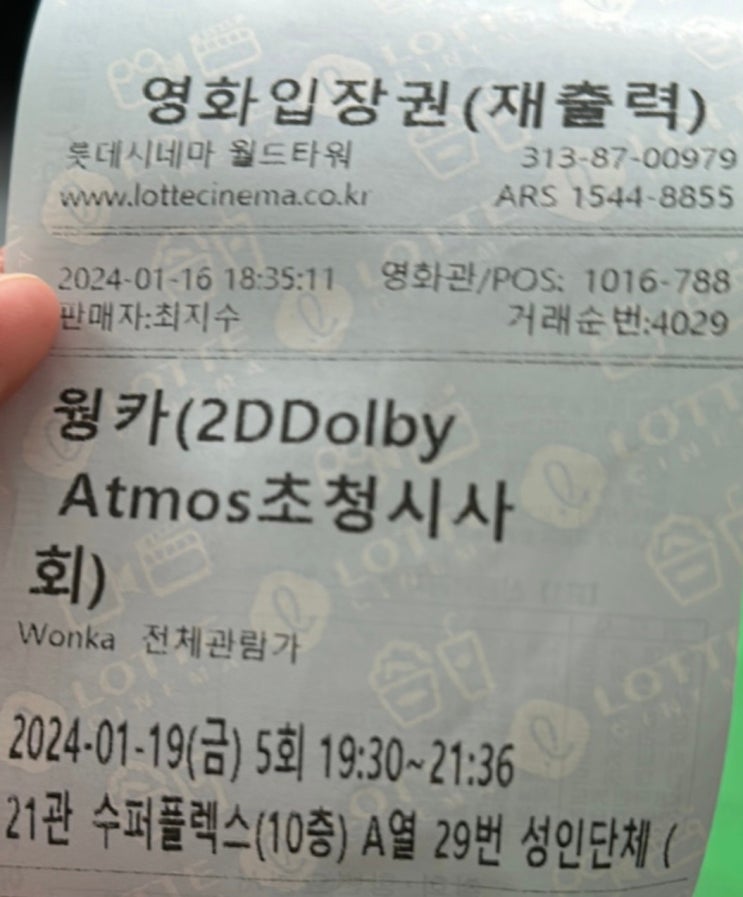 영화입장권(재출력)
롯데시네마 월드타워 313-87-00979
www.lottecinema.co.kr ARS 1544-8855
2024-01-16 18:35:11 영화관/POS: 1016-788
판매자:최지수 거래순번:4029
웡카(2DDolby
Atmos초청시사
회)
Wonka 전체관람가
2024-01-19(금) 5회 19:30~21:36
21관 수퍼플렉스(10층) A열 29번 성인단체 (